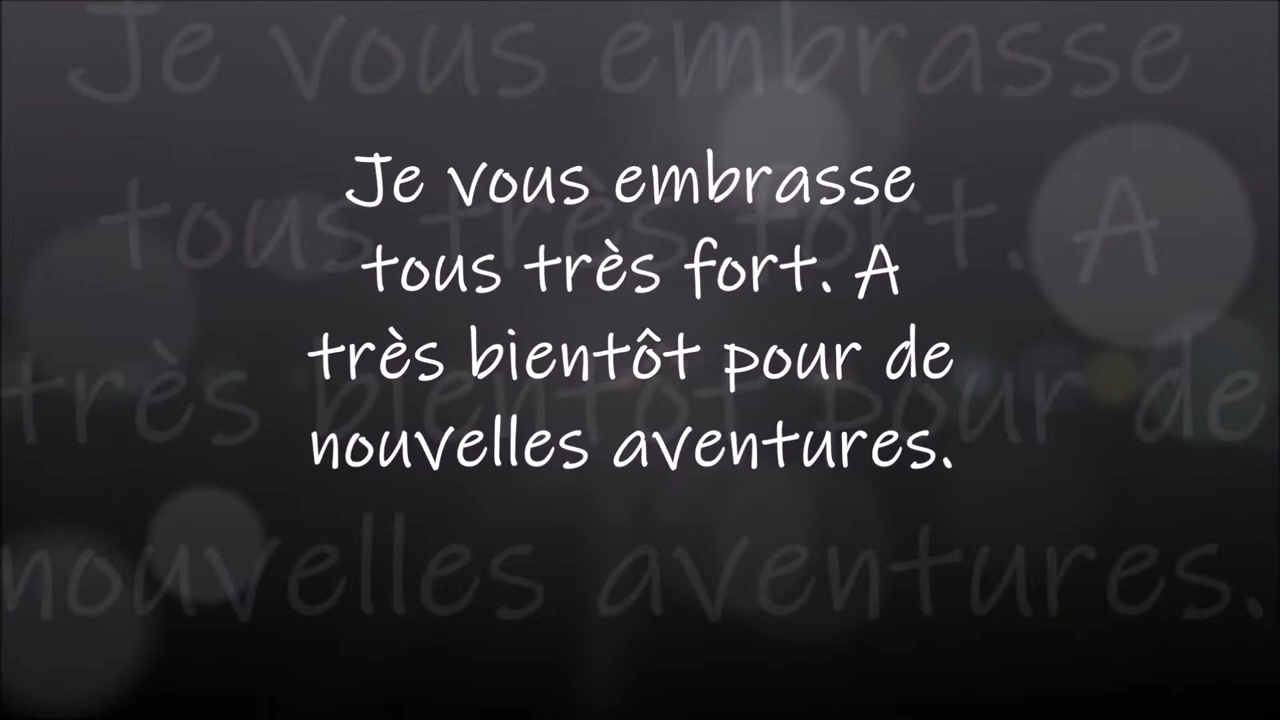 Je vous embrasse
tous très fort. A
très bientôt pour de
nouvelles aventures.